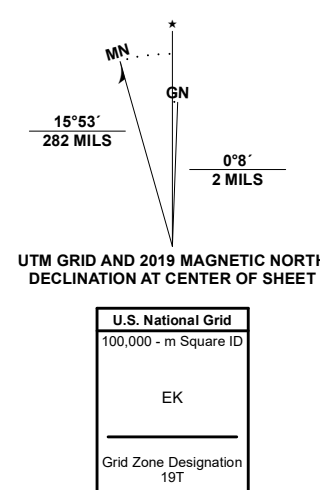 ★
MN
GN
15°53´
282 MILS
0°8´
2 MILS
UTM GRID AND 2019 MAGNETIC NORTH
DECLINATION AT CENTER OF SHEET
U.S. National Grid
100,000 - m Square ID
EK
Grid Zone Designation
19T